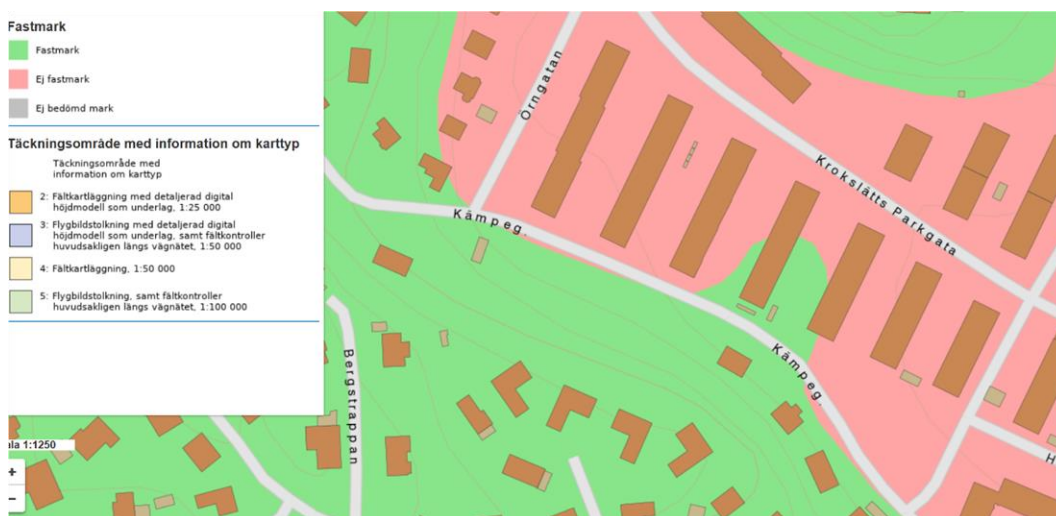 Fastmark
Fastmark
Ej fastmark
Ej bedömd mark
Täckningsområde med information om karttyp
Täckningsområde med
information om karttyp
2: Fältkartläggning med detaljerad digital
höjdmodell som underlag, 1:25 000
3: Flygbildstolkning med detaljerad digital
höjdmodell som underlag, samt fältkontroller
huvudsakligen längs vägnätet, 1:50 000
4: Fältkartläggning, 1:50 000
5: Flygbildstolkning, samt fältkontroller
huvudsakligen längs vägnätet, 1:100 000
Örngatan
Krokslätts Parkgata
Kämpeg.
Kämpeg.
Bergstrappan
ala 1:1250
+
−
H